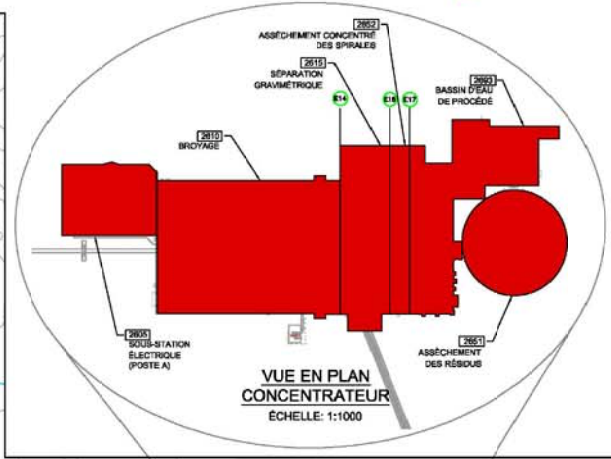 2652
ASSÈCHEMENT CONCENTRÉ
DES SPIRALES
2615
SÉPARATION
GRAVIMÉTRIQUE
2693
BASSIN D'EAU
DE PROCÉDÉ
E14
E17
2610
BROYAGE
2605
SOUS-STATION
ÉLECTRIQUE
(POSTE A)
2651
ASSÈCHEMENT
DES RÉSIDUS
VUE EN PLAN
CONCENTRATEUR
ÉCHELLE: 1:1000